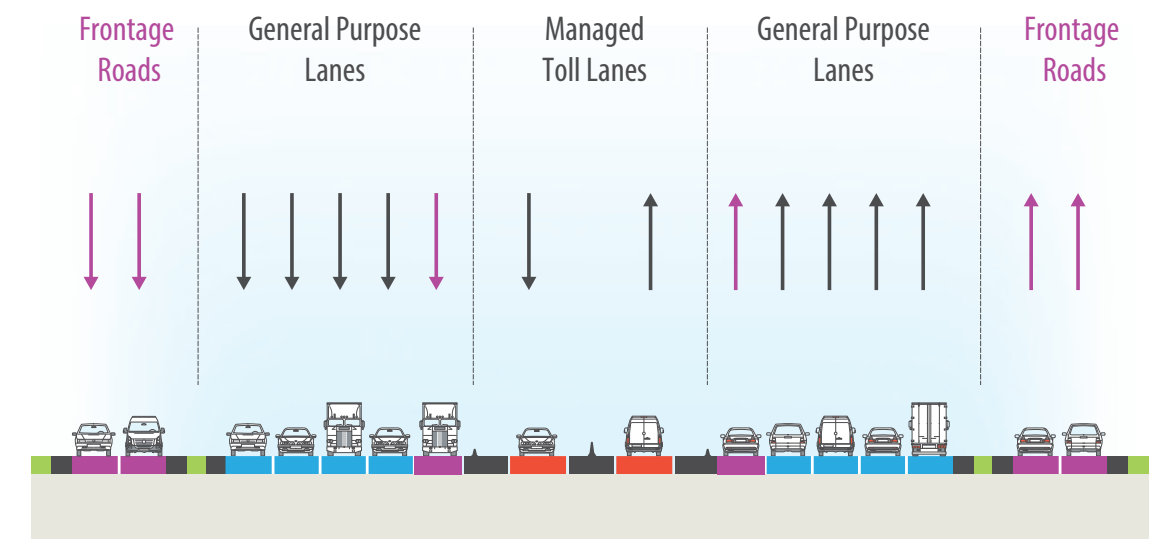 Frontage
Roads
General Purpose
Lanes
Managed
Toll Lanes
General Purpose
Lanes
Frontage
Roads